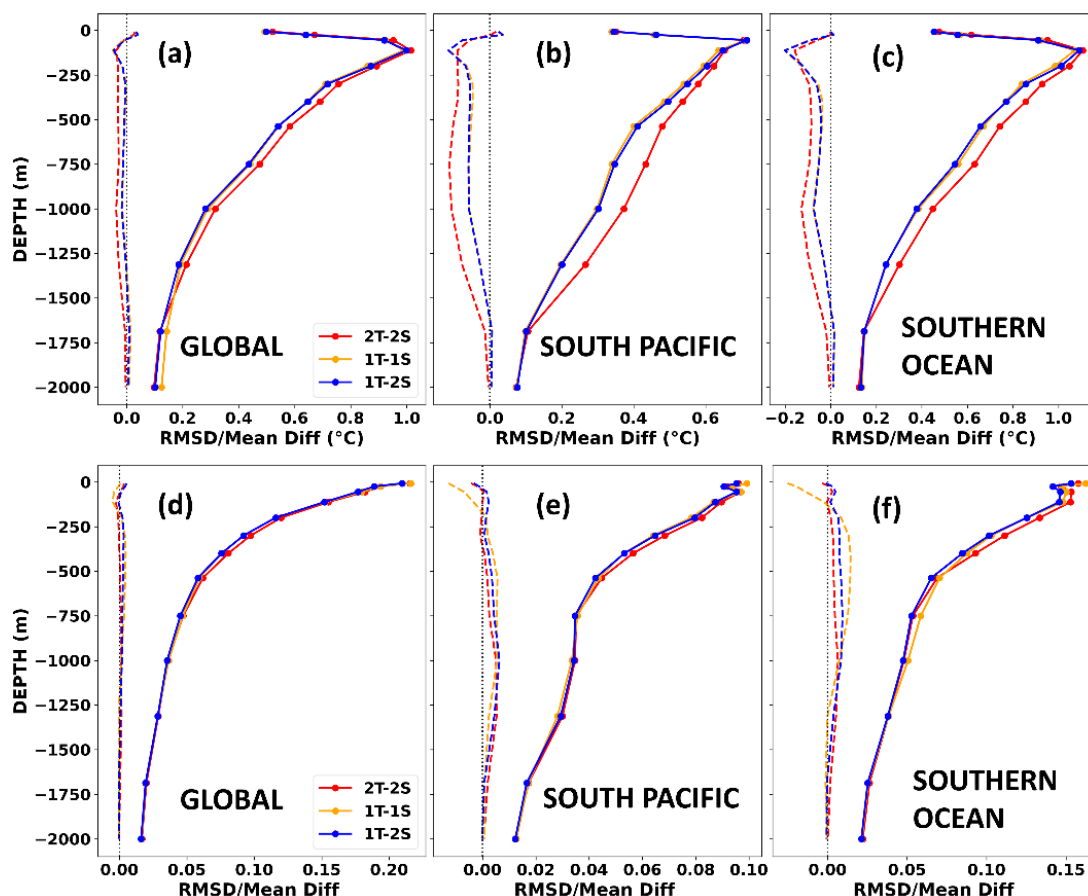 (a)
(b)
(c)
DEPTH (m)
0
−250
−500
−750
−1000
−1250
−1500
−1750
−2000
GLOBAL
2T-2S
1T-1S
1T-2S
SOUTH PACIFIC
SOUTHERN
OCEAN
0.0 0.2 0.4 0.6 0.8 1.0
0.0 0.2 0.4 0.6
−0.2 0.0 0.2 0.4 0.6 0.8 1.0
RMSD/Mean Diff (°C)
RMSD/Mean Diff (°C)
RMSD/Mean Diff (°C)
(d)
(e)
(f)
DEPTH (m)
0
−250
−500
−750
−1000
−1250
−1500
−1750
−2000
GLOBAL
2T-2S
1T-1S
1T-2S
SOUTH PACIFIC
SOUTHERN
OCEAN
0.00 0.05 0.10 0.15 0.20
0.00 0.02 0.04 0.06 0.08 0.10
0.00 0.05 0.10 0.15
RMSD/Mean Diff
RMSD/Mean Diff
RMSD/Mean Diff